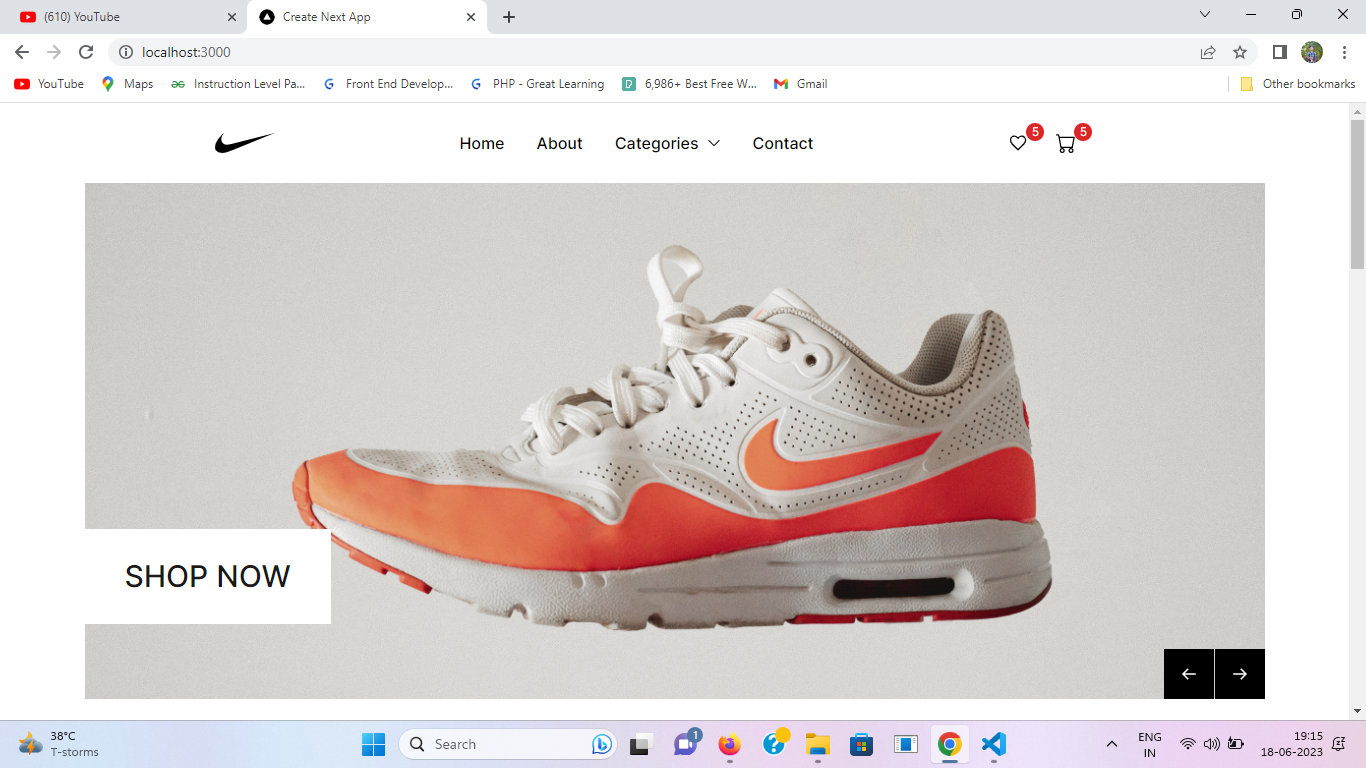 (610) YouTube
Create Next App
localhost:3000
YouTube
Maps
Instruction Level Pa...
Front End Develop...
PHP - Great Learning
6,986+ Best Free W...
Gmail
Other bookmarks
Home
About
Categories
Contact
5
5
SHOP NOW
38°C
T-storms
Search
1
ENG
IN
19:15
18-06-2023